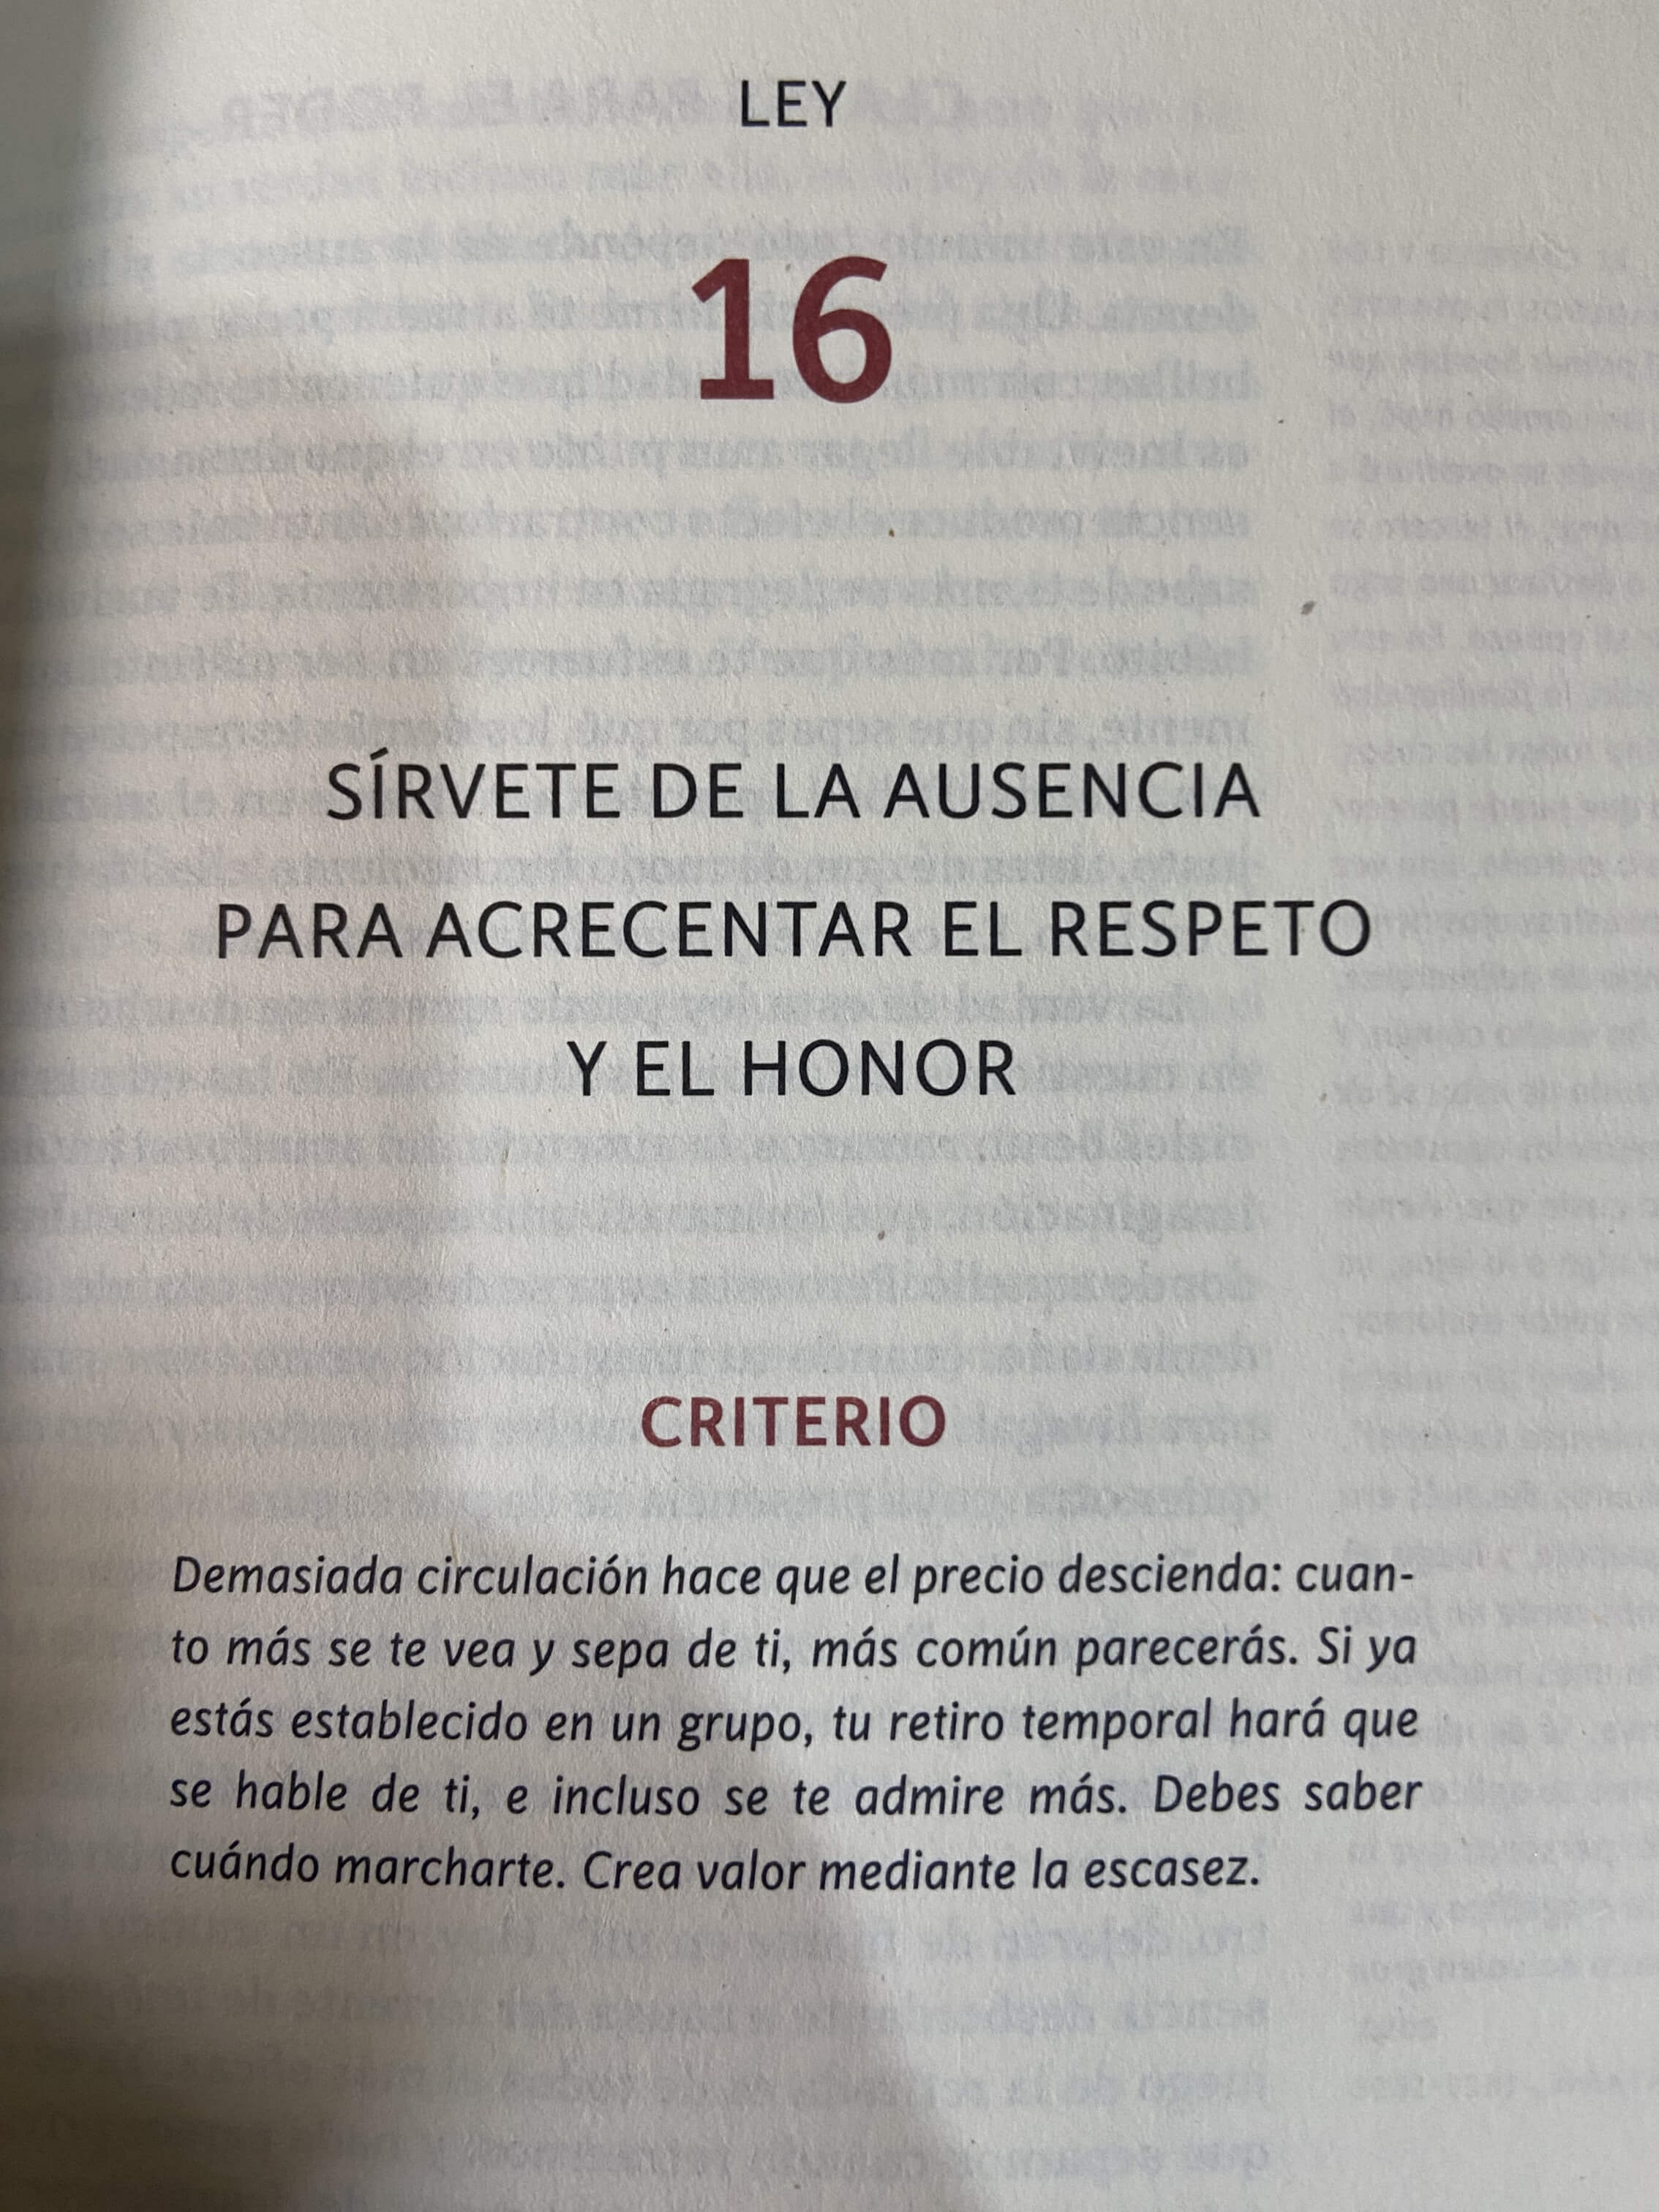 LEY
16
SÍRVETE DE LA AUSENCIA
PARA ACRECENTAR EL RESPETO
Y EL HONOR
CRITERIO
Demasiada circulación hace que el precio descienda: cuan-
to más se te vea y sepa de ti, más común parecerás. Si ya
estás establecido en un grupo, tu retiro temporal hará que
se hable de ti, e incluso se te admire más. Debes saber
cuándo marcharte. Crea valor mediante la escasez.